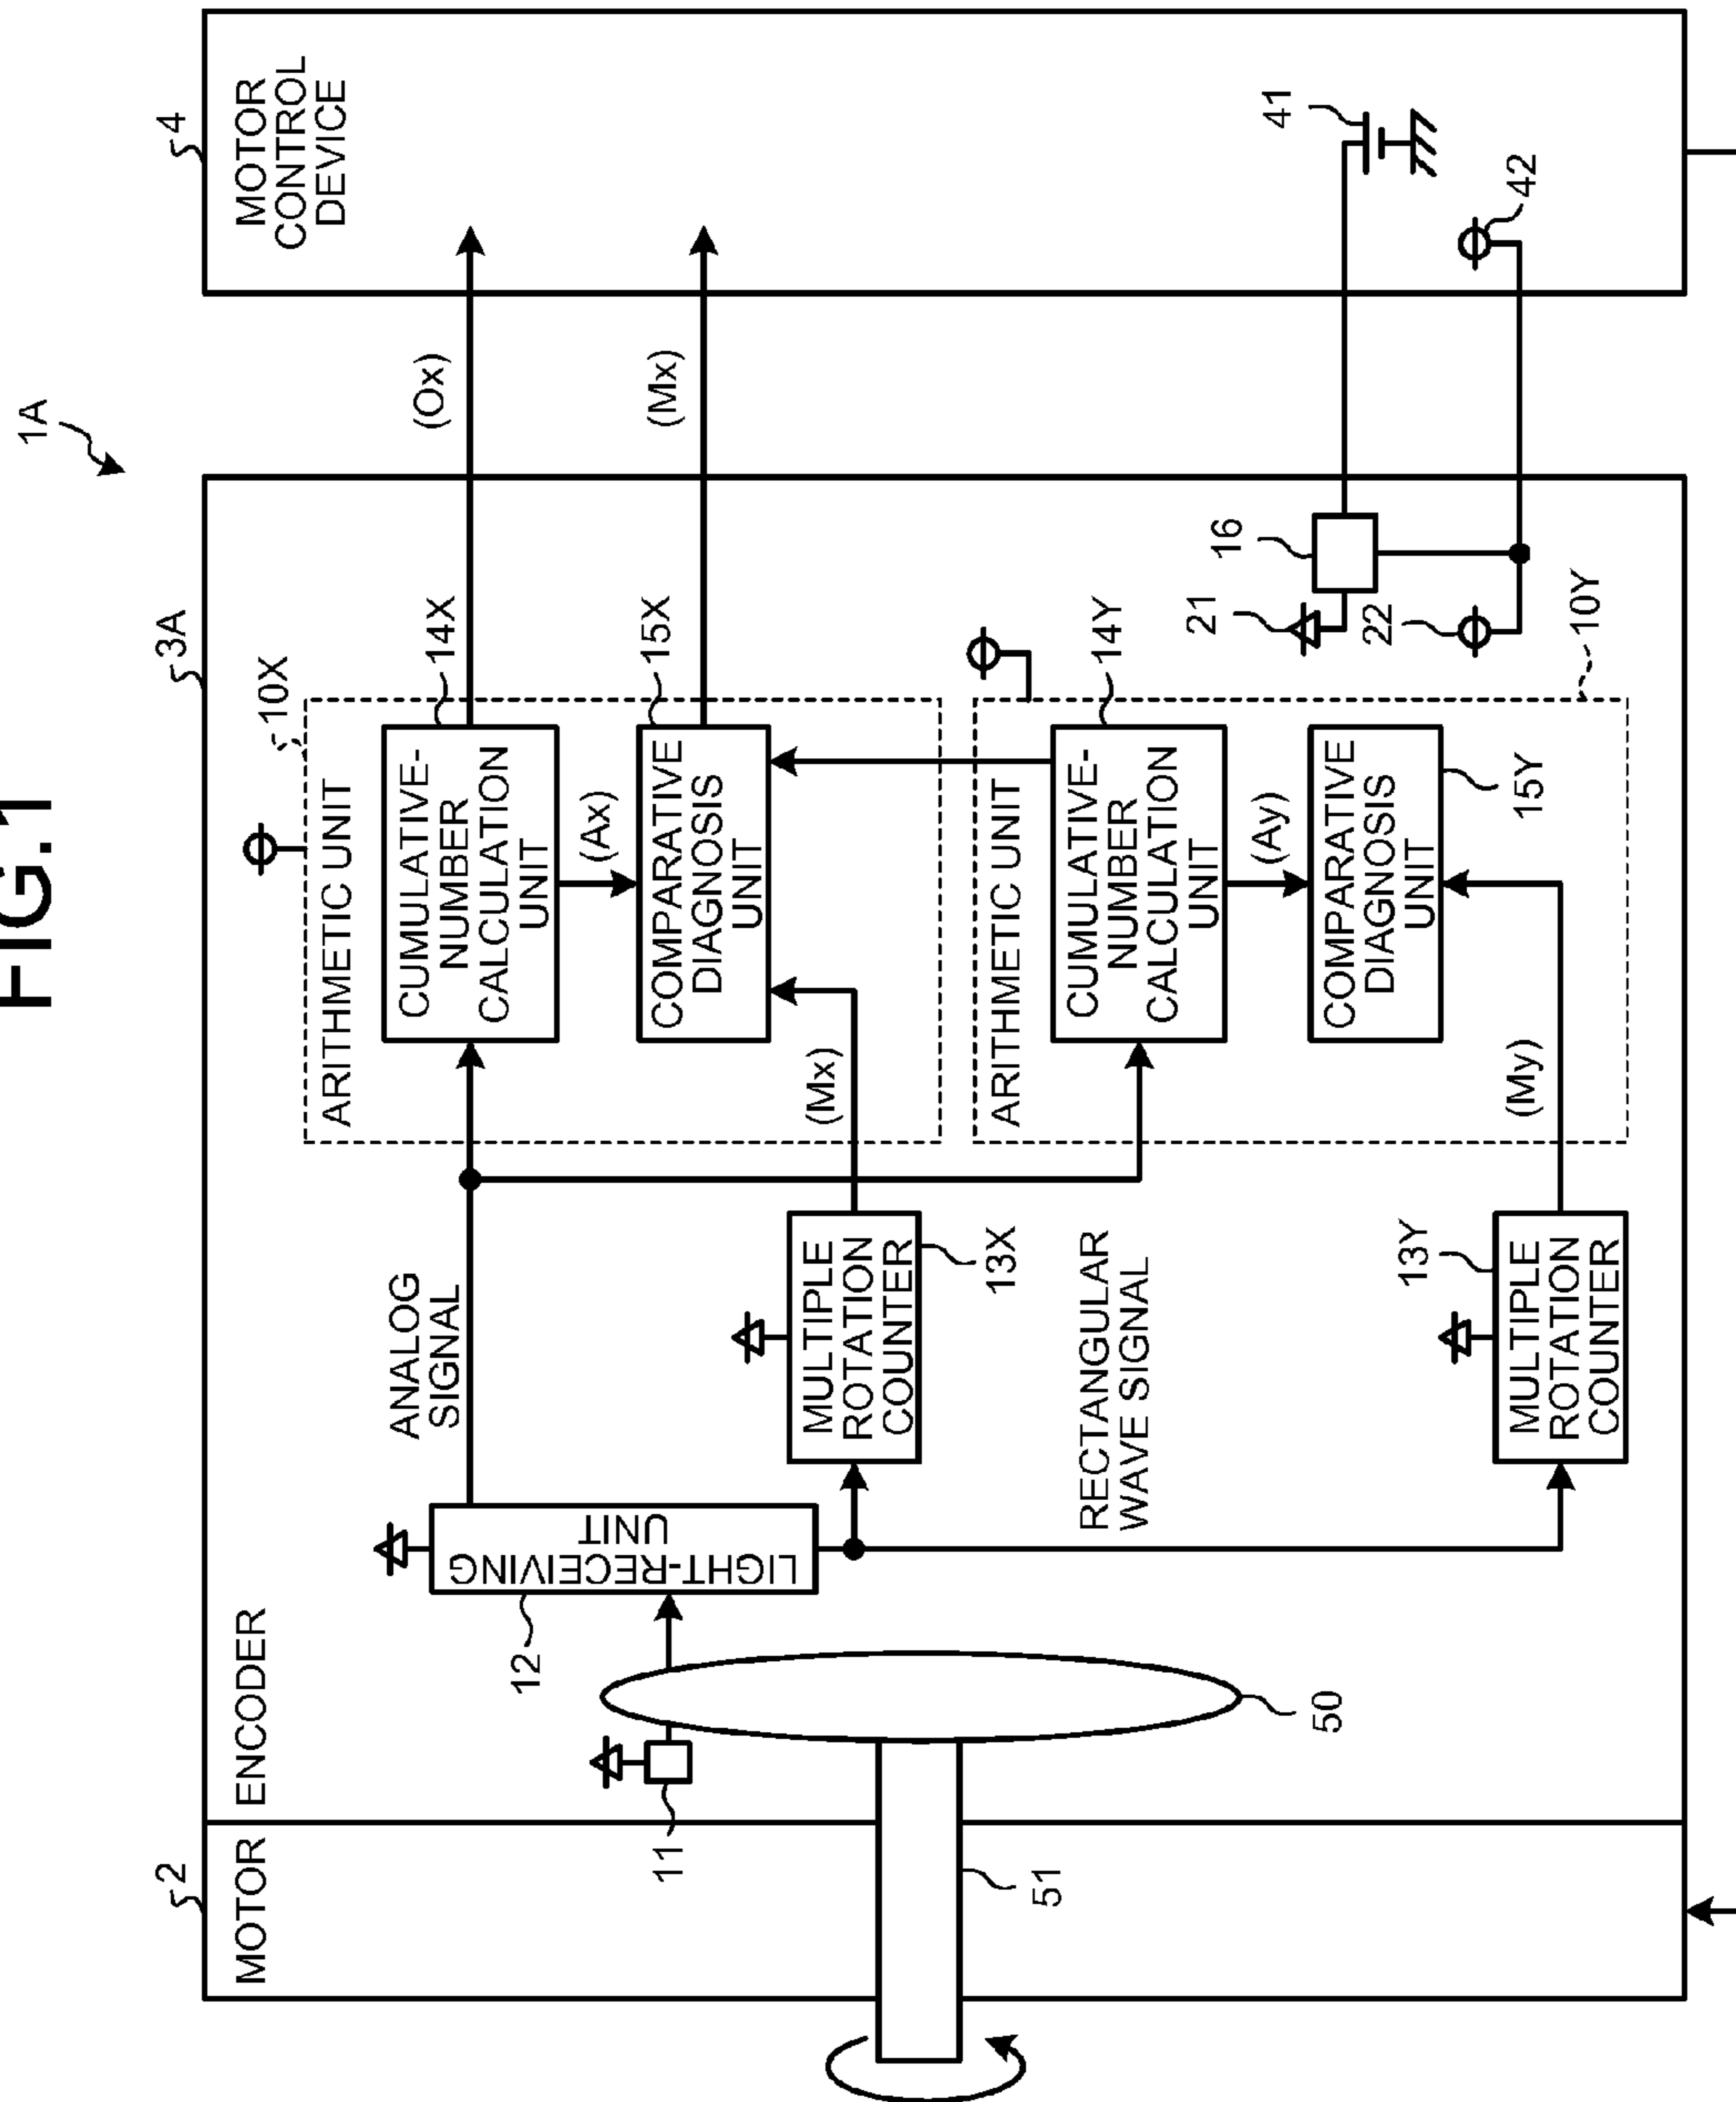 FIG.1
1A
2
MOTOR
3A
ENCODER
4
MOTOR
CONTROL
DEVICE
10X
ARITHMETIC UNIT
14X
CUMULATIVE-
NUMBER
CALCULATION
UNIT
(Ox)
ANALOG
SIGNAL
(Ax)
12
LIGHT-RECEIVING
UNIT
11
15X
COMPARATIVE
DIAGNOSIS
UNIT
(Mx)
(Mx)
MULTIPLE
ROTATION
COUNTER
13X
RECTANGULAR
WAVE SIGNAL
ARITHMETIC UNIT
14Y
CUMULATIVE-
NUMBER
CALCULATION
UNIT
(Ay)
COMPARATIVE
DIAGNOSIS
UNIT
15Y
10Y
(My)
13Y
MULTIPLE
ROTATION
COUNTER
50
51
16
21
22
41
42